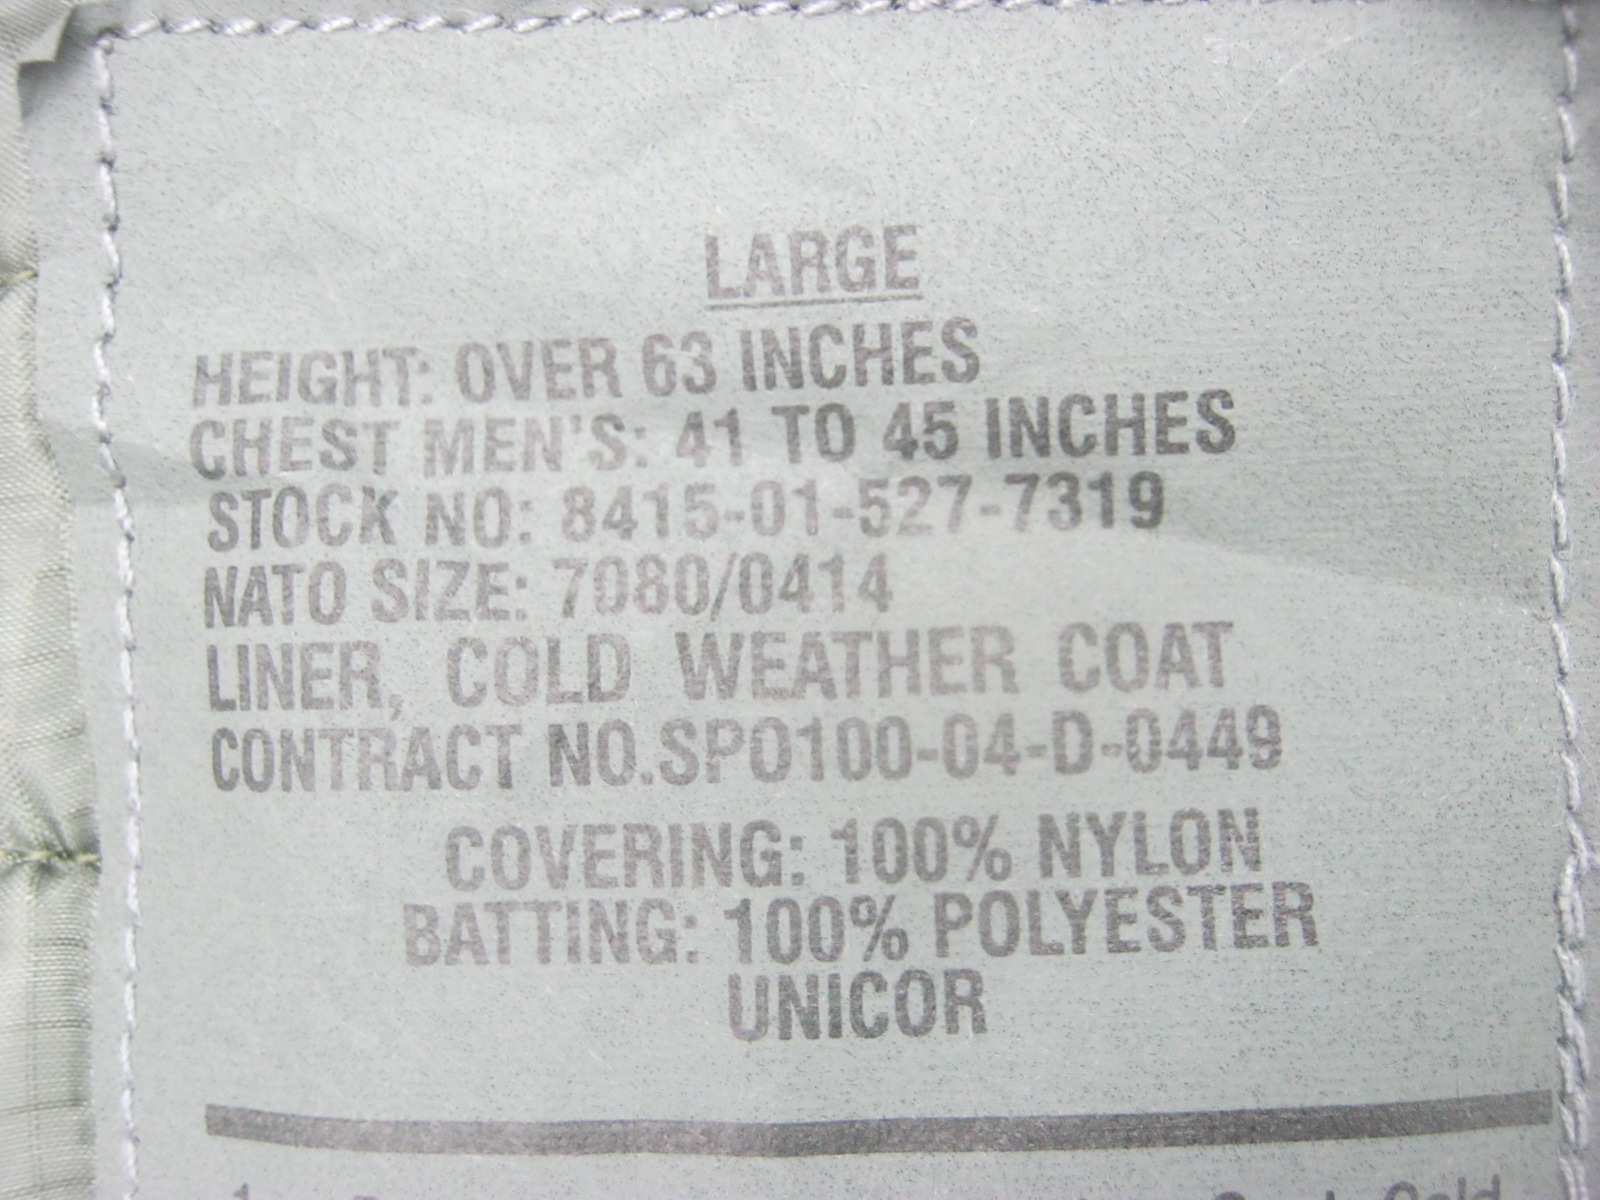 LARGE
HEIGHT: OVER 63 INCHES
CHEST MEN'S: 41 TO 45 INCHES
STOCK NO: 8415-01-527-7319
NATO SIZE: 7080/0414
LINER, COLD WEATHER COAT
CONTRACT NO.SPO100-04-D-0449
COVERING: 100% NYLON
BATTING: 100% POLYESTER
UNICOR